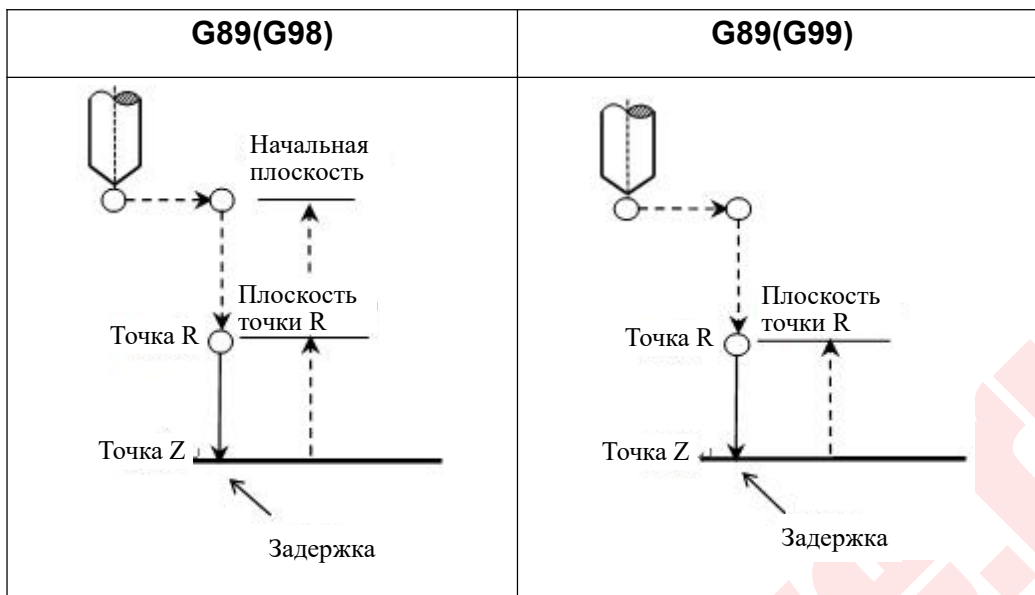 G89(G98)
G89(G99)
Начальная
плоскость
Плоскость
точки R
Точка R
Точка Z
Задержка
Плоскость
точки R
Точка R
Точка Z
Задержка